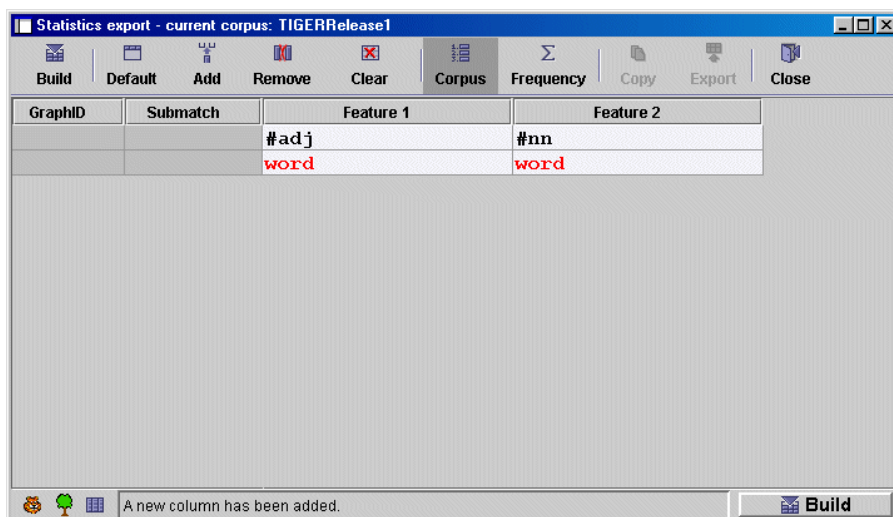 Statistics export - current corpus: TIGERRelease1
Build Default Add Remove Clear Corpus Frequency Copy Export Close
GraphID Submatch Feature 1 Feature 2
#adj #nn
word word
A new column has been added. Build